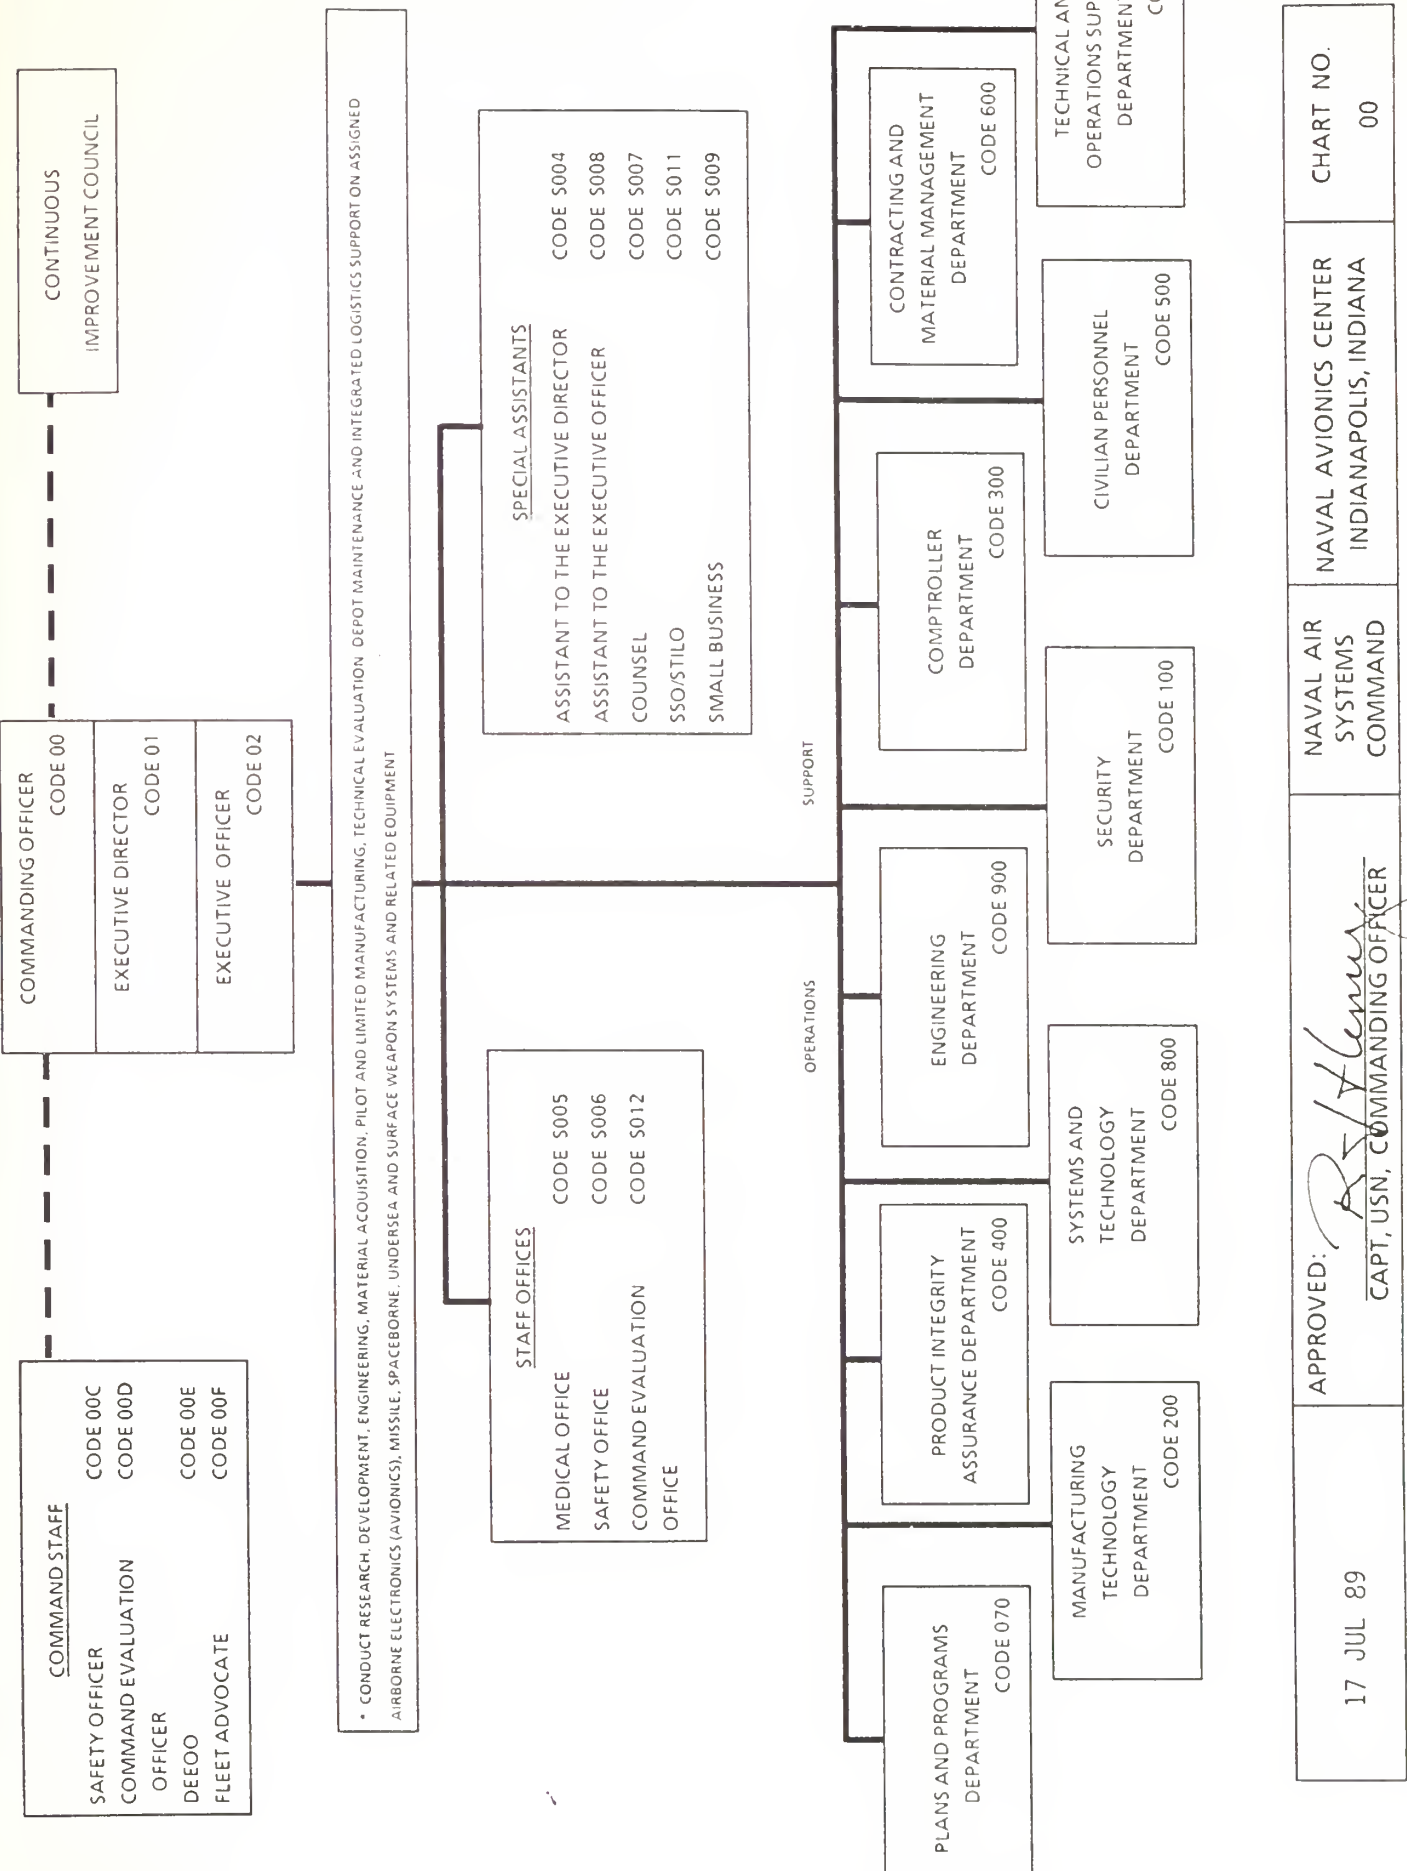 COMMAND STAFF
SAFETY OFFICER CODE 00C
COMMAND EVALUATION CODE 00D
OFFICER
DEEOO CODE 00E
FLEET ADVOCATE CODE 00F
COMMANDING OFFICER
CODE 00
EXECUTIVE DIRECTOR
CODE 01
EXECUTIVE OFFICER
CODE 02
CONTINUOUS
IMPROVEMENT COUNCIL
* CONDUCT RESEARCH, DEVELOPMENT, ENGINEERING, MATERIAL ACQUISITION, PILOT AND LIMITED MANUFACTURING, TECHNICAL EVALUATION DEPOT MAINTENANCE AND INTEGRATED LOGISTICS SUPPORT ON ASSIGNED
AIRBORNE ELECTRONICS (AVIONICS), MISSILE, SPACEBORNE, UNDERSEA AND SURFACE WEAPON SYSTEMS AND RELATED EQUIPMENT
STAFF OFFICES
MEDICAL OFFICE CODE S005
SAFETY OFFICE CODE S006
COMMAND EVALUATION CODE S012
OFFICE
SPECIAL ASSISTANTS
ASSISTANT TO THE EXECUTIVE DIRECTOR CODE S004
ASSISTANT TO THE EXECUTIVE OFFICER CODE S008
COUNSEL CODE S007
SSO/STILO CODE S011
SMALL BUSINESS CODE S009
OPERATIONS
SUPPORT
PLANS AND PROGRAMS
DEPARTMENT
CODE 070
PRODUCT INTEGRITY
ASSURANCE DEPARTMENT
CODE 400
ENGINEERING
DEPARTMENT
CODE 900
COMPTROLLER
DEPARTMENT
CODE 300
CONTRACTING AND
MATERIAL MANAGEMENT
DEPARTMENT
CODE 600
MANUFACTURING
TECHNOLOGY
DEPARTMENT
CODE 200
SYSTEMS AND
TECHNOLOGY
DEPARTMENT
CODE 800
SECURITY
DEPARTMENT
CODE 100
CIVILIAN PERSONNEL
DEPARTMENT
CODE 500
TECHNICAL AN
OPERATIONS SUP
DEPARTMEN
CO
17 JUL 89
APPROVED:
CAPT, USN, COMMANDING OFFICER
NAVAL AIR
SYSTEMS
COMMAND
NAVAL AVIONICS CENTER
INDIANAPOLIS, INDIANA
CHART NO.
00